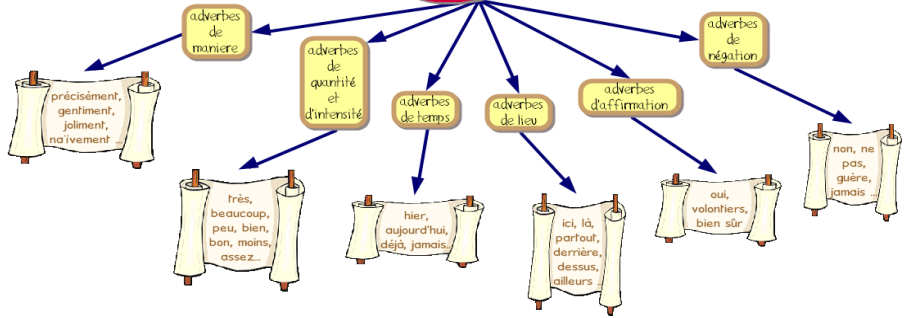 adverbes
de
maniere
précisément,
gentiment,
joliment,
naïvement ...
adverbes
de
quantité
et
d'intensité
très,
beaucoup,
peu, bien,
bon, moins,
assez...
adverbes
de temps
hier,
aujourd'hui,
déjà, jamais...
adverbes
de lieu
ici, là,
partout,
derrière,
dessus,
ailleurs ...
adverbes
d'affirmation
oui,
volontiers,
bien sûr
adverbes
de
négation
non, ne
pas,
guère,
jamais ...